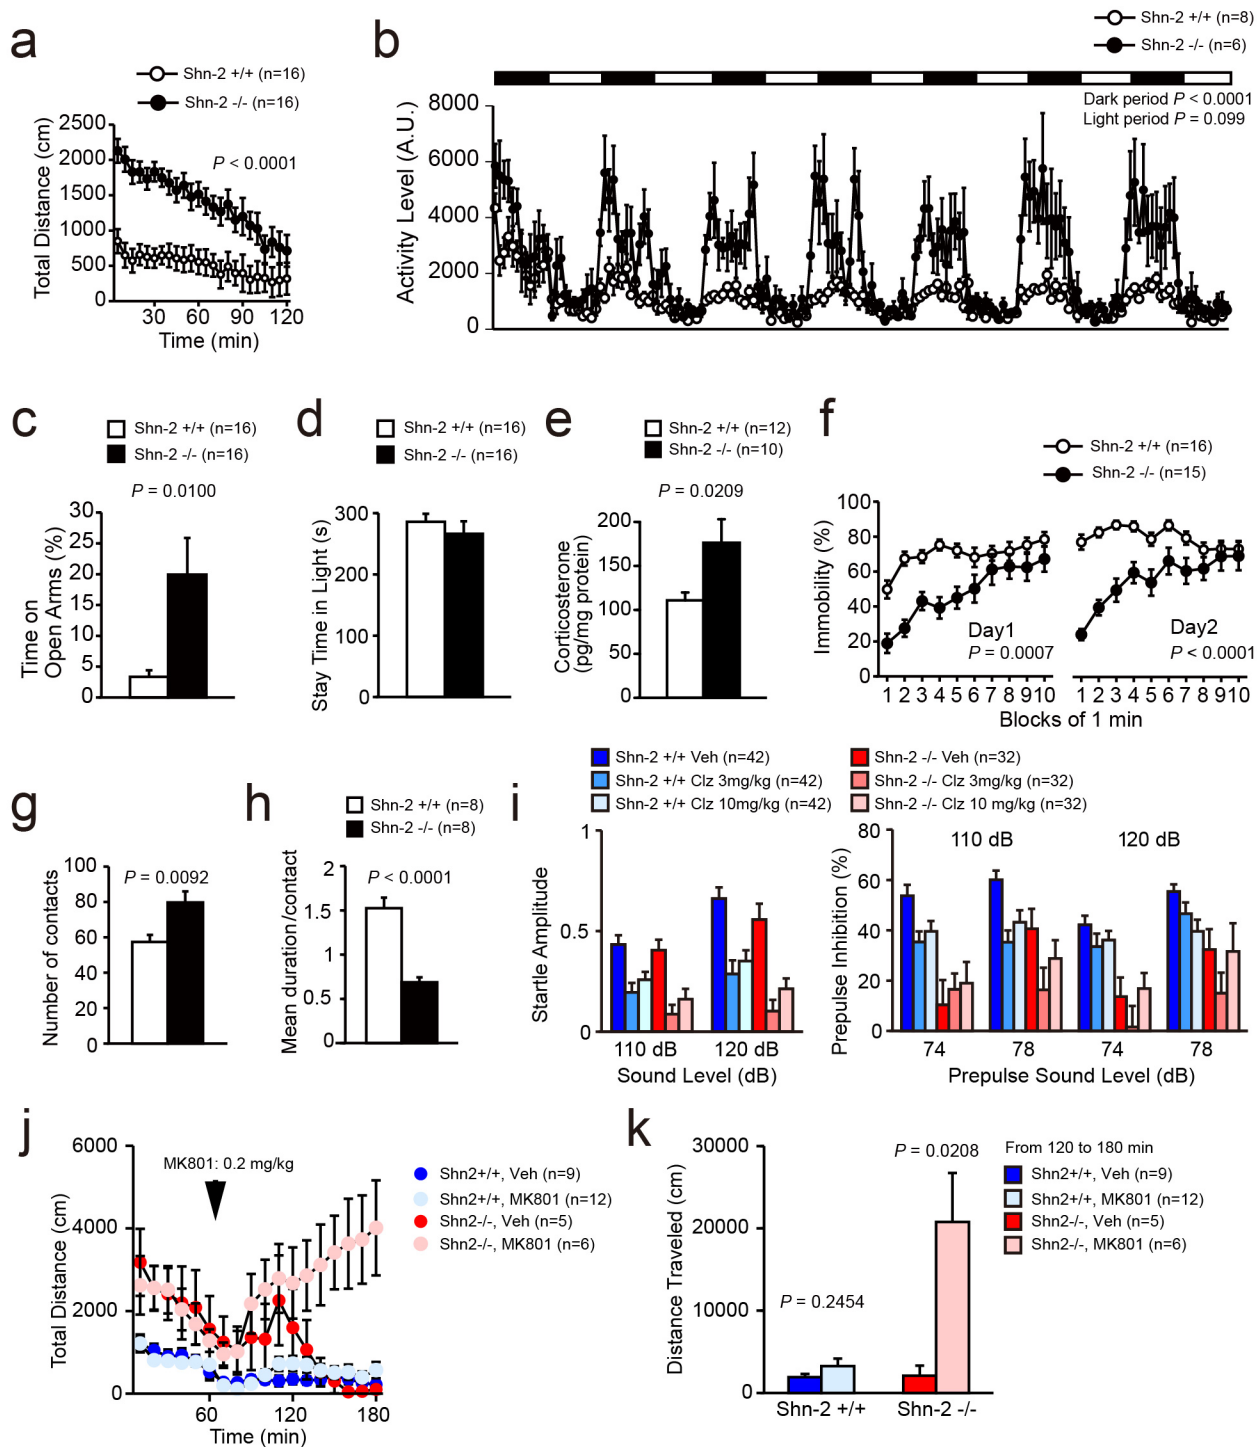 a
Shn-2 +/+ (n=16)
Shn-2 -/- (n=16)
P < 0.0001
Total Distance (cm)
2500
2000
1500
1000
500
0
30 60 90 120
Time (min)
b
Shn-2 +/+ (n=8)
Shn-2 -/- (n=6)
Dark period P < 0.0001
Light period P = 0.099
Activity Level (A.U.)
8000
6000
4000
2000
0
c
Shn-2 +/+ (n=16)
Shn-2 -/- (n=16)
P = 0.0100
Time on
Open Arms (%)
30
25
20
15
10
5
0
d
Shn-2 +/+ (n=16)
Shn-2 -/- (n=16)
Stay Time in Light (s)
300
200
100
0
e
Shn-2 +/+ (n=12)
Shn-2 -/- (n=10)
P = 0.0209
Corticosterone
(pg/mg protein)
200
150
100
50
0
f
Shn-2 +/+ (n=16)
Shn-2 -/- (n=15)
Immobility (%)
100
80
60
40
20
0
Day1
P = 0.0007
Day2
P < 0.0001
1 2 3 4 5 6 7 8 9 10
1 2 3 4 5 6 7 8 9 10
Blocks of 1 min
g
P = 0.0092
Number of contacts
100
80
60
40
20
0
h
Shn-2 +/+ (n=8)
Shn-2 -/- (n=8)
P < 0.0001
Mean duration/contact
2
1.5
1
0.5
0
i
Shn-2 +/+ Veh (n=42)
Shn-2 +/+ Clz 3mg/kg (n=42)
Shn-2 +/+ Clz 10mg/kg (n=42)
Shn-2 -/- Veh (n=32)
Shn-2 -/- Clz 3mg/kg (n=32)
Shn-2 -/- Clz 10 mg/kg (n=32)
Startle Amplitude
1
0.5
0
110 dB 120 dB
Sound Level (dB)
Prepulse Inhibition (%)
80
60
40
20
0
110 dB 120 dB
74 78 74 78
Prepulse Sound Level (dB)
j
MK801: 0.2 mg/kg
Total Distance (cm)
6000
4000
2000
0
60 120 180
Time (min)
Shn2+/+, Veh (n=9)
Shn2+/+, MK801 (n=12)
Shn2-/-, Veh (n=5)
Shn2-/-, MK801 (n=6)
k
Distance Traveled (cm)
30000
20000
10000
0
P = 0.2454
P = 0.0208
Shn-2 +/+ Shn-2 -/-
From 120 to 180 min
Shn2+/+, Veh (n=9)
Shn2+/+, MK801 (n=12)
Shn2-/-, Veh (n=5)
Shn2-/-, MK801 (n=6)